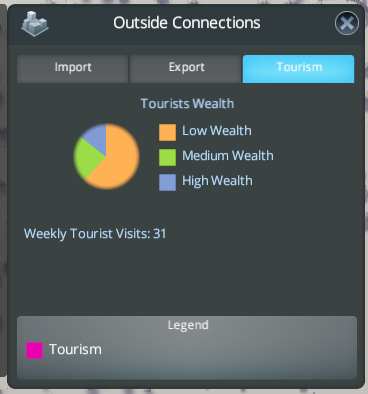 Outside Connections
Import
Export
Tourism
Tourists Wealth
Low Wealth
Medium Wealth
High Wealth
Weekly Tourist Visits: 31
Legend
Tourism